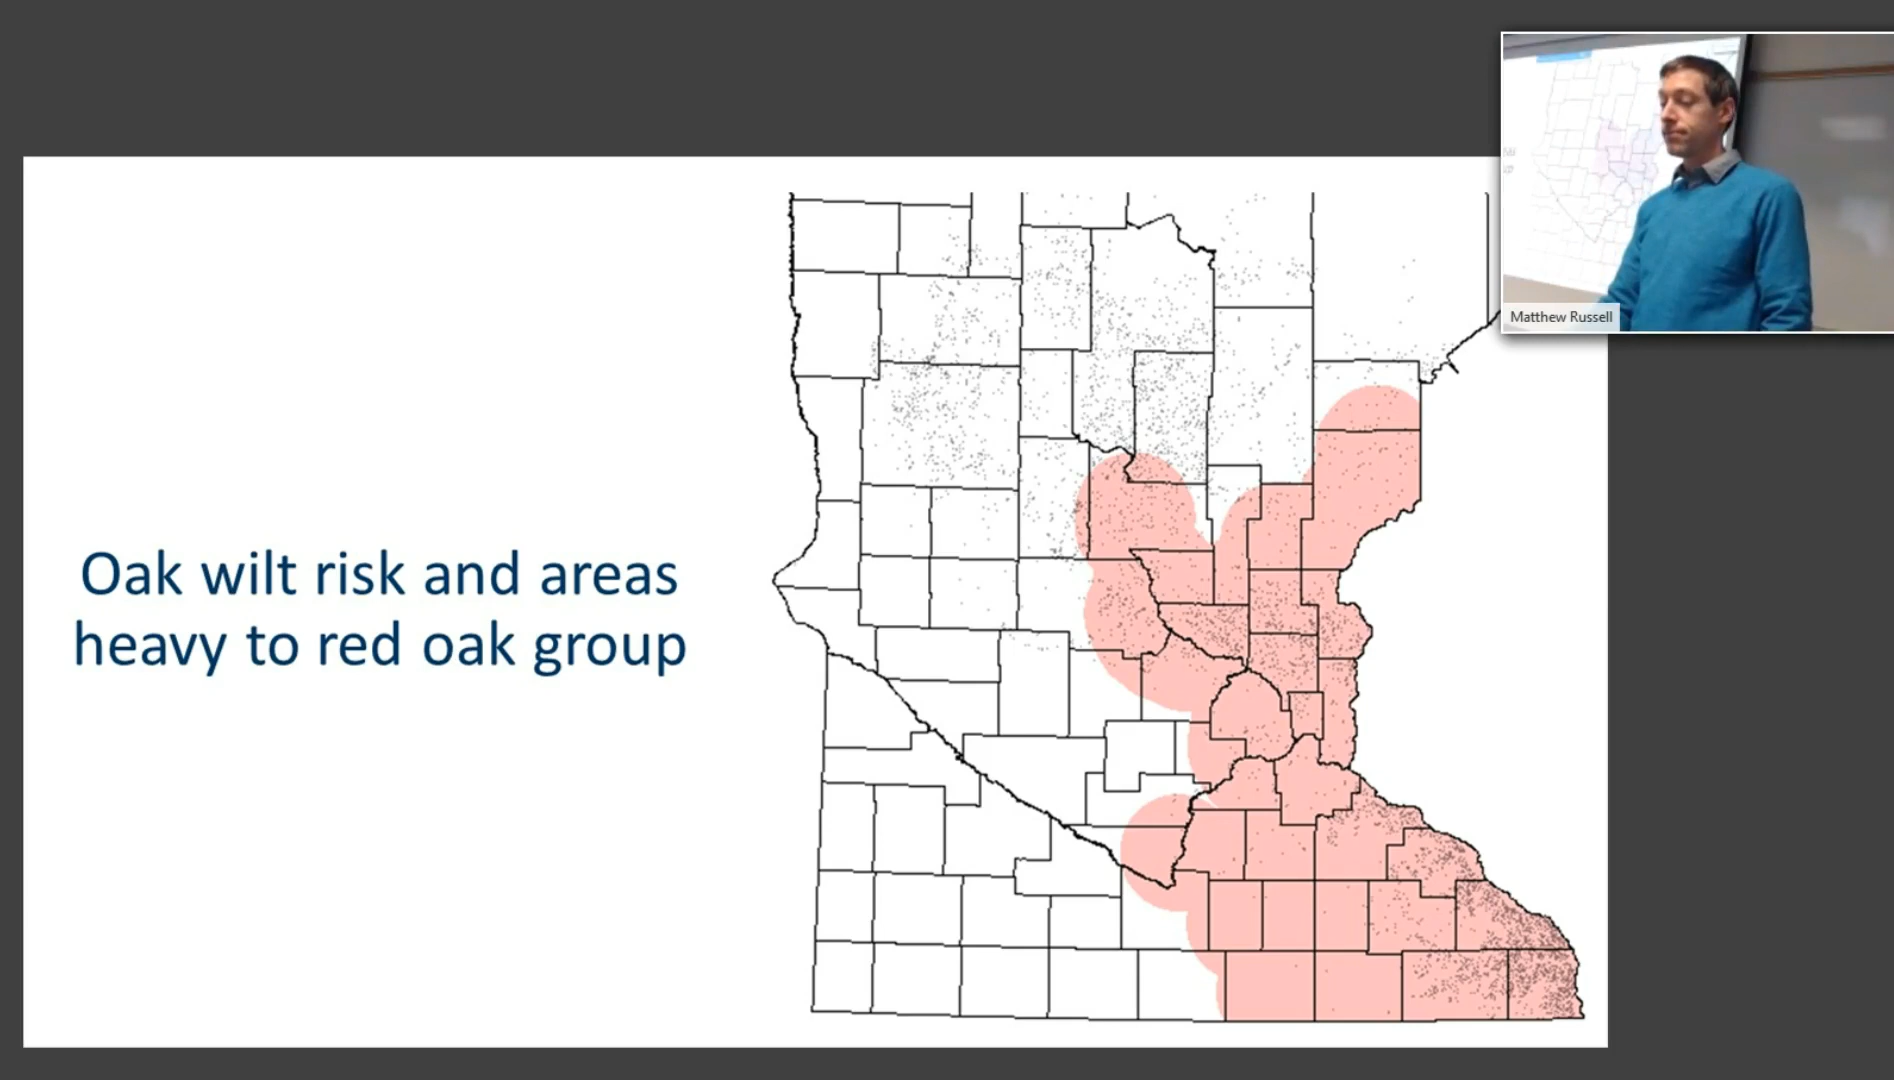 Matthew Russell
Oak wilt risk and areas
heavy to red oak group